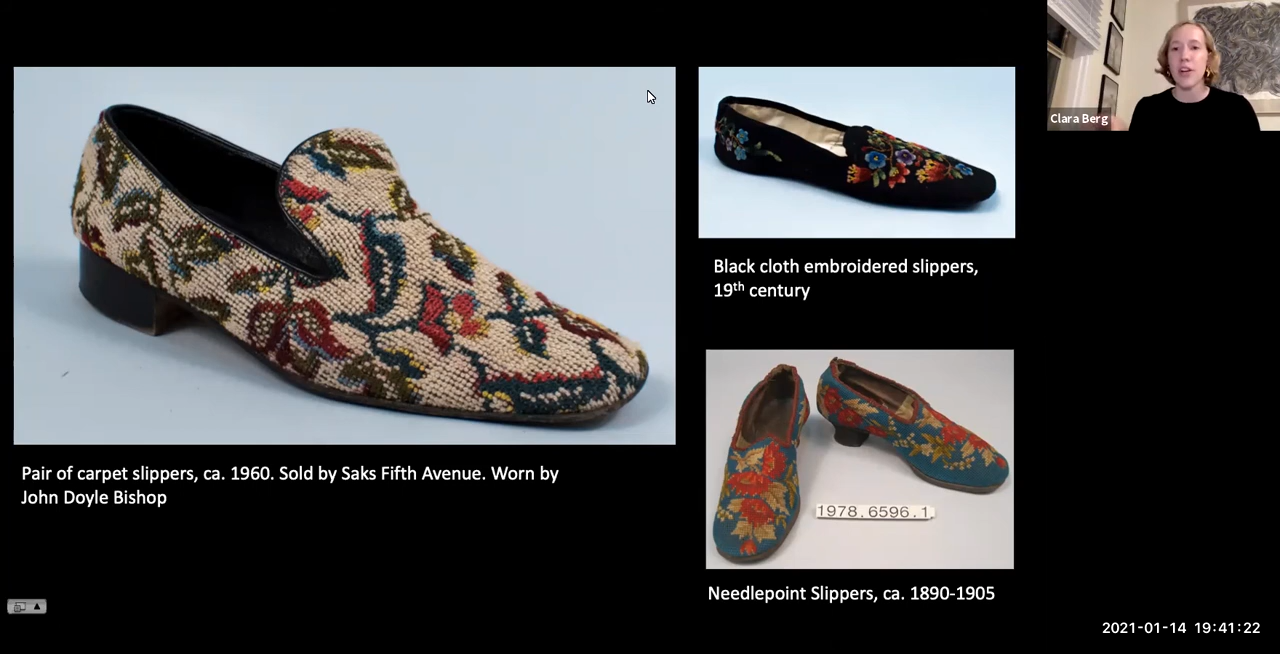 Clara Berg
Black cloth embroidered slippers,
19th century
Pair of carpet slippers, ca. 1960. Sold by Saks Fifth Avenue. Worn by
John Doyle Bishop
1978.6596.1
Needlepoint Slippers, ca. 1890-1905
2021-01-14 19:41:22